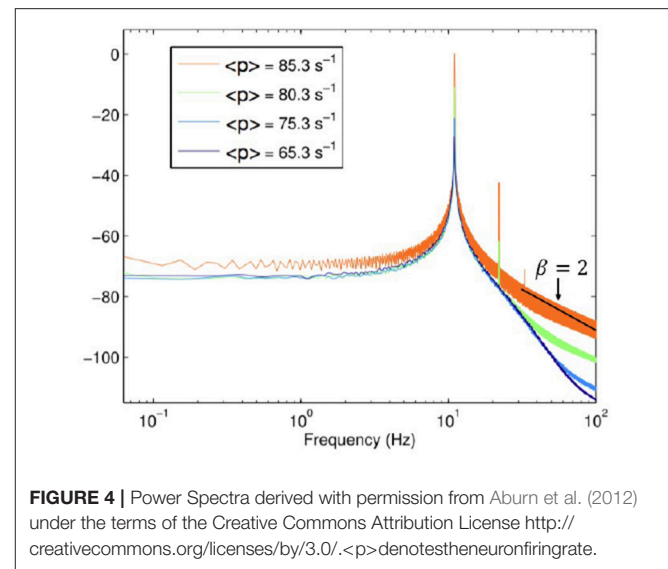 0
−20
−40
−60
−80
−100
<p> = 85.3 s⁻¹
<p> = 80.3 s⁻¹
<p> = 75.3 s⁻¹
<p> = 65.3 s⁻¹
β = 2
10⁻¹ 10⁰ 10¹ 10²
Frequency (Hz)
FIGURE 4 | Power Spectra derived with permission from Aburn et al. (2012)
under the terms of the Creative Commons Attribution License http://
creativecommons.org/licenses/by/3.0/.<p>denotestheneuronfiringrate.